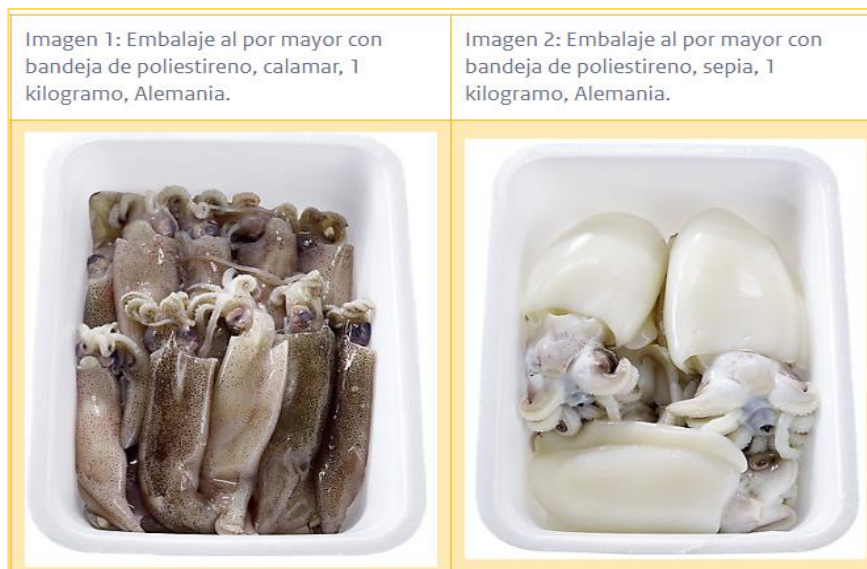 Imagen 1: Embalaje al por mayor con
bandeja de poliestireno, calamar, 1
kilogramo, Alemania.
Imagen 2: Embalaje al por mayor con
bandeja de poliestireno, sepia, 1
kilogramo, Alemania.